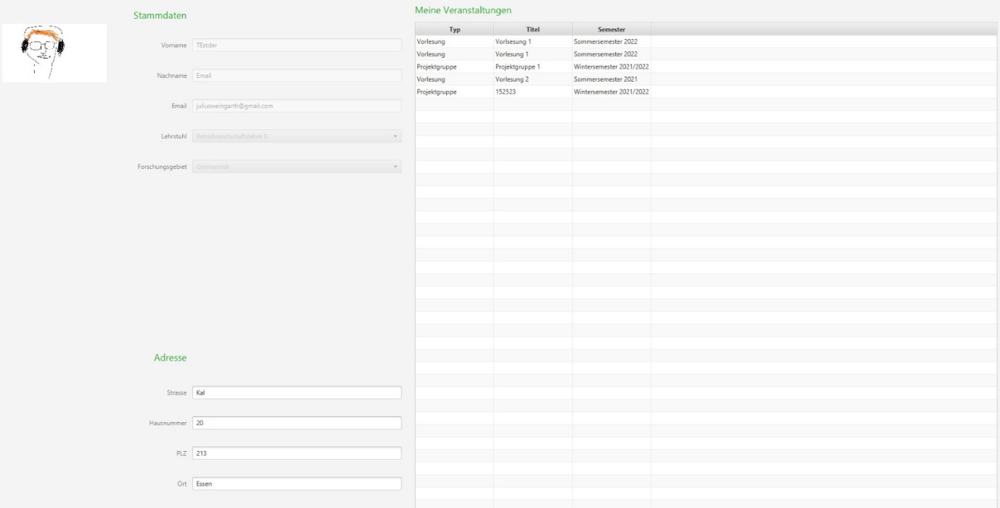 Stammdaten
Vorname TEstder
Nachname Email
Email juliusweingarth@gmail.com
Lehrstuhl Betriebswirtschaftslehre II
Forschungsgebiet Germanistik
Adresse
Strasse Kal
Hausnummer 20
PLZ 213
Ort Essen
Meine Veranstaltungen
Typ Titel Semester
Vorlesung Vorlsesung 1 Sommersemester 2022
Vorlesung Vorlesung 1 Sommersemester 2022
Projektgruppe Projektgruppe 1 Wintersemester 2021/2022
Vorlesung Vorlesung 2 Sommersemester 2021
Projektgruppe 152523 Wintersemester 2021/2022